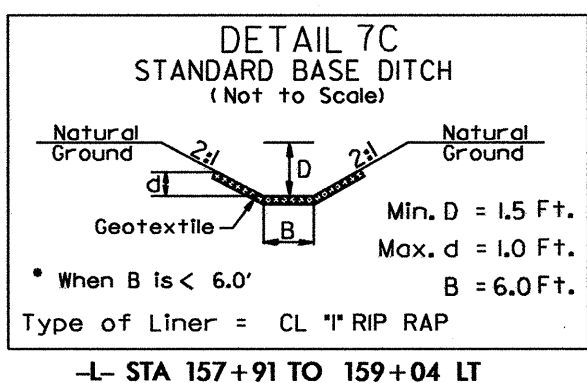 DETAIL 7C
STANDARD BASE DITCH
(Not to Scale)
Natural
Ground
2:1
D
2:1
Natural
Ground
d
Geotextile
B
Min. D = 1.5 Ft.
Max. d = 1.0 Ft.
* When B is < 6.0'
B = 6.0 Ft.
Type of Liner = CL "I" RIP RAP
-L- STA 157+91 TO 159+04 LT